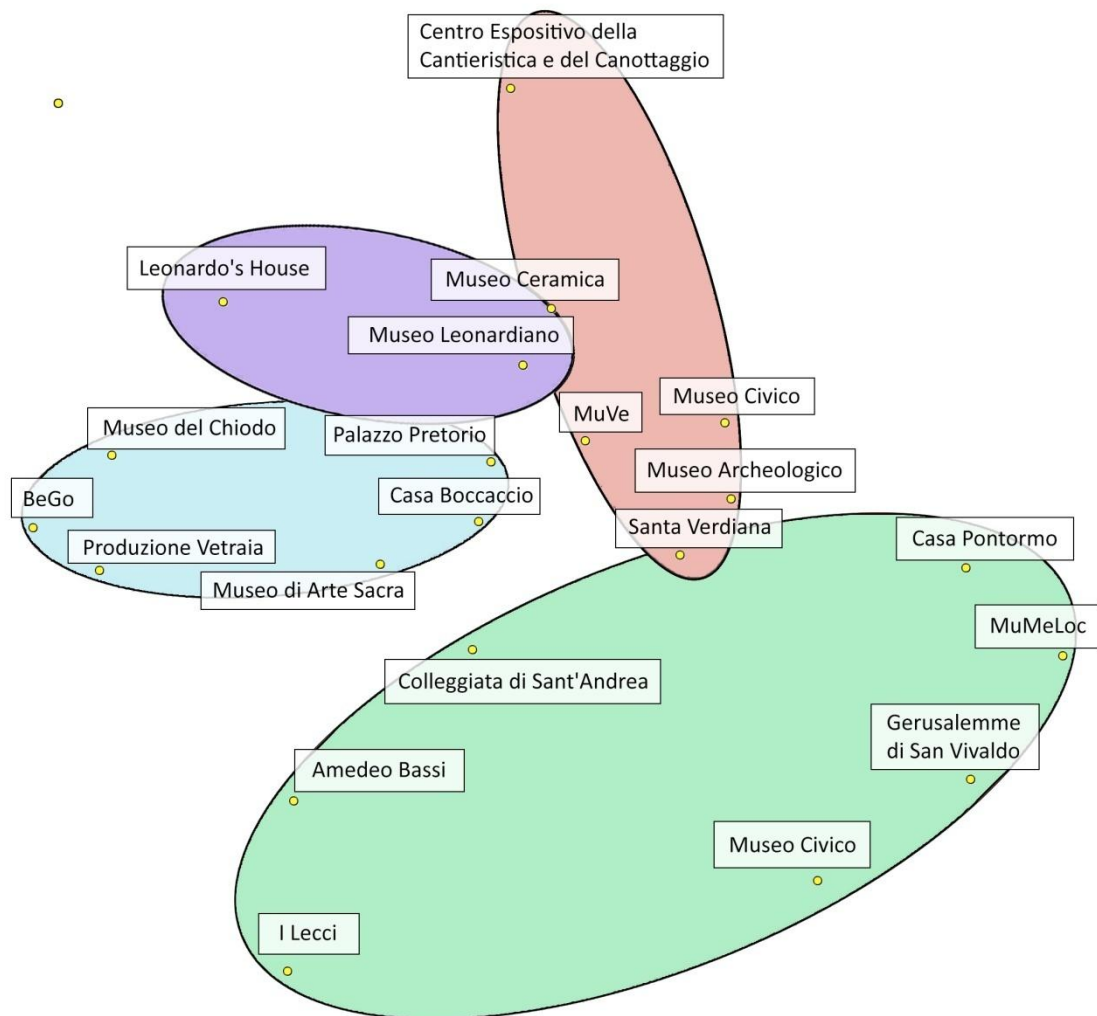 Centro Espositivo della
Cantieristica e del Canottaggio
Leonardo's House
Museo Ceramica
Museo Leonardiano
Museo Civico
MuVe
Museo del Chiodo
Palazzo Pretorio
Museo Archeologico
BeGo
Casa Boccaccio
Santa Verdiana
Casa Pontormo
Produzione Vetraia
Museo di Arte Sacra
MuMeLoc
Colleggiata di Sant'Andrea
Gerusalemme
di San Vivaldo
Amedeo Bassi
Museo Civico
I Lecci